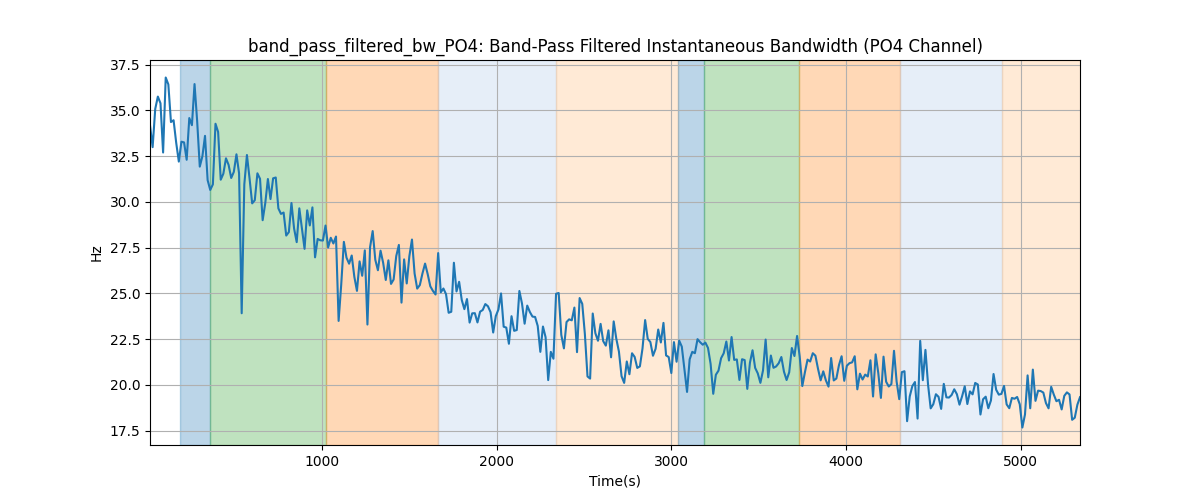 band_pass_filtered_bw_PO4: Band-Pass Filtered Instantaneous Bandwidth (PO4 Channel)
37.5
35.0
32.5
30.0
27.5
25.0
22.5
20.0
17.5
Hz
1000 2000 3000 4000 5000
Time(s)